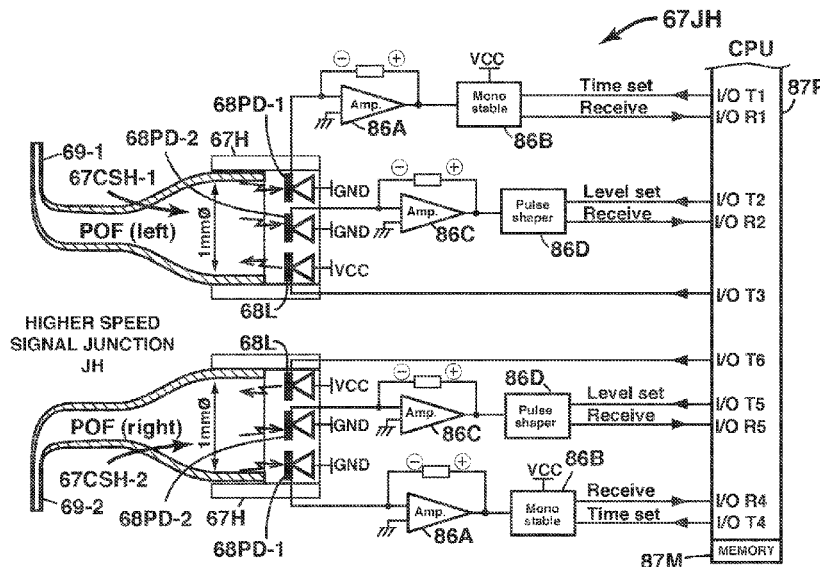 67JH
CPU
VCC
68PD-1
Amp.
Mono stable
Time set
I/O T1
87P
68PD-2
67H
86A
86B
Receive
I/O R1
69-1
67CSH-1
GND
Level set
I/O T2
POF (left)
1mmØ
GND
Amp.
86C
Pulse shaper
86D
Receive
I/O R2
VCC
68L
I/O T3
HIGHER SPEED
SIGNAL JUNCTION
JH
68L
I/O T6
VCC
86D
Level set
I/O T5
POF (right)
1mmØ
GND
Amp.
86C
Pulse shaper
Receive
I/O R5
67CSH-2
GND
VCC
86B
69-2
68PD-2
67H
68PD-1
Amp.
86A
Mono stable
Receive
I/O R4
Time set
I/O T4
87M
MEMORY